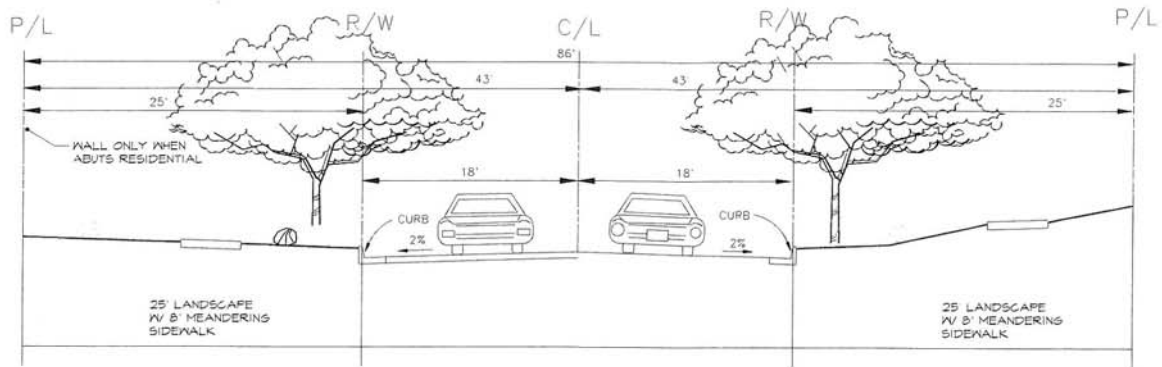 P/L
R/W
C/L
R/W
P/L
86'
43'
43'
25'
25'
WALL ONLY WHEN
ABUTS RESIDENTIAL
18'
18'
CURB
CURB
2%
2%
25' LANDSCAPE
W/ 8' MEANDERING
SIDEWALK
25' LANDSCAPE
W/ 8' MEANDERING
SIDEWALK